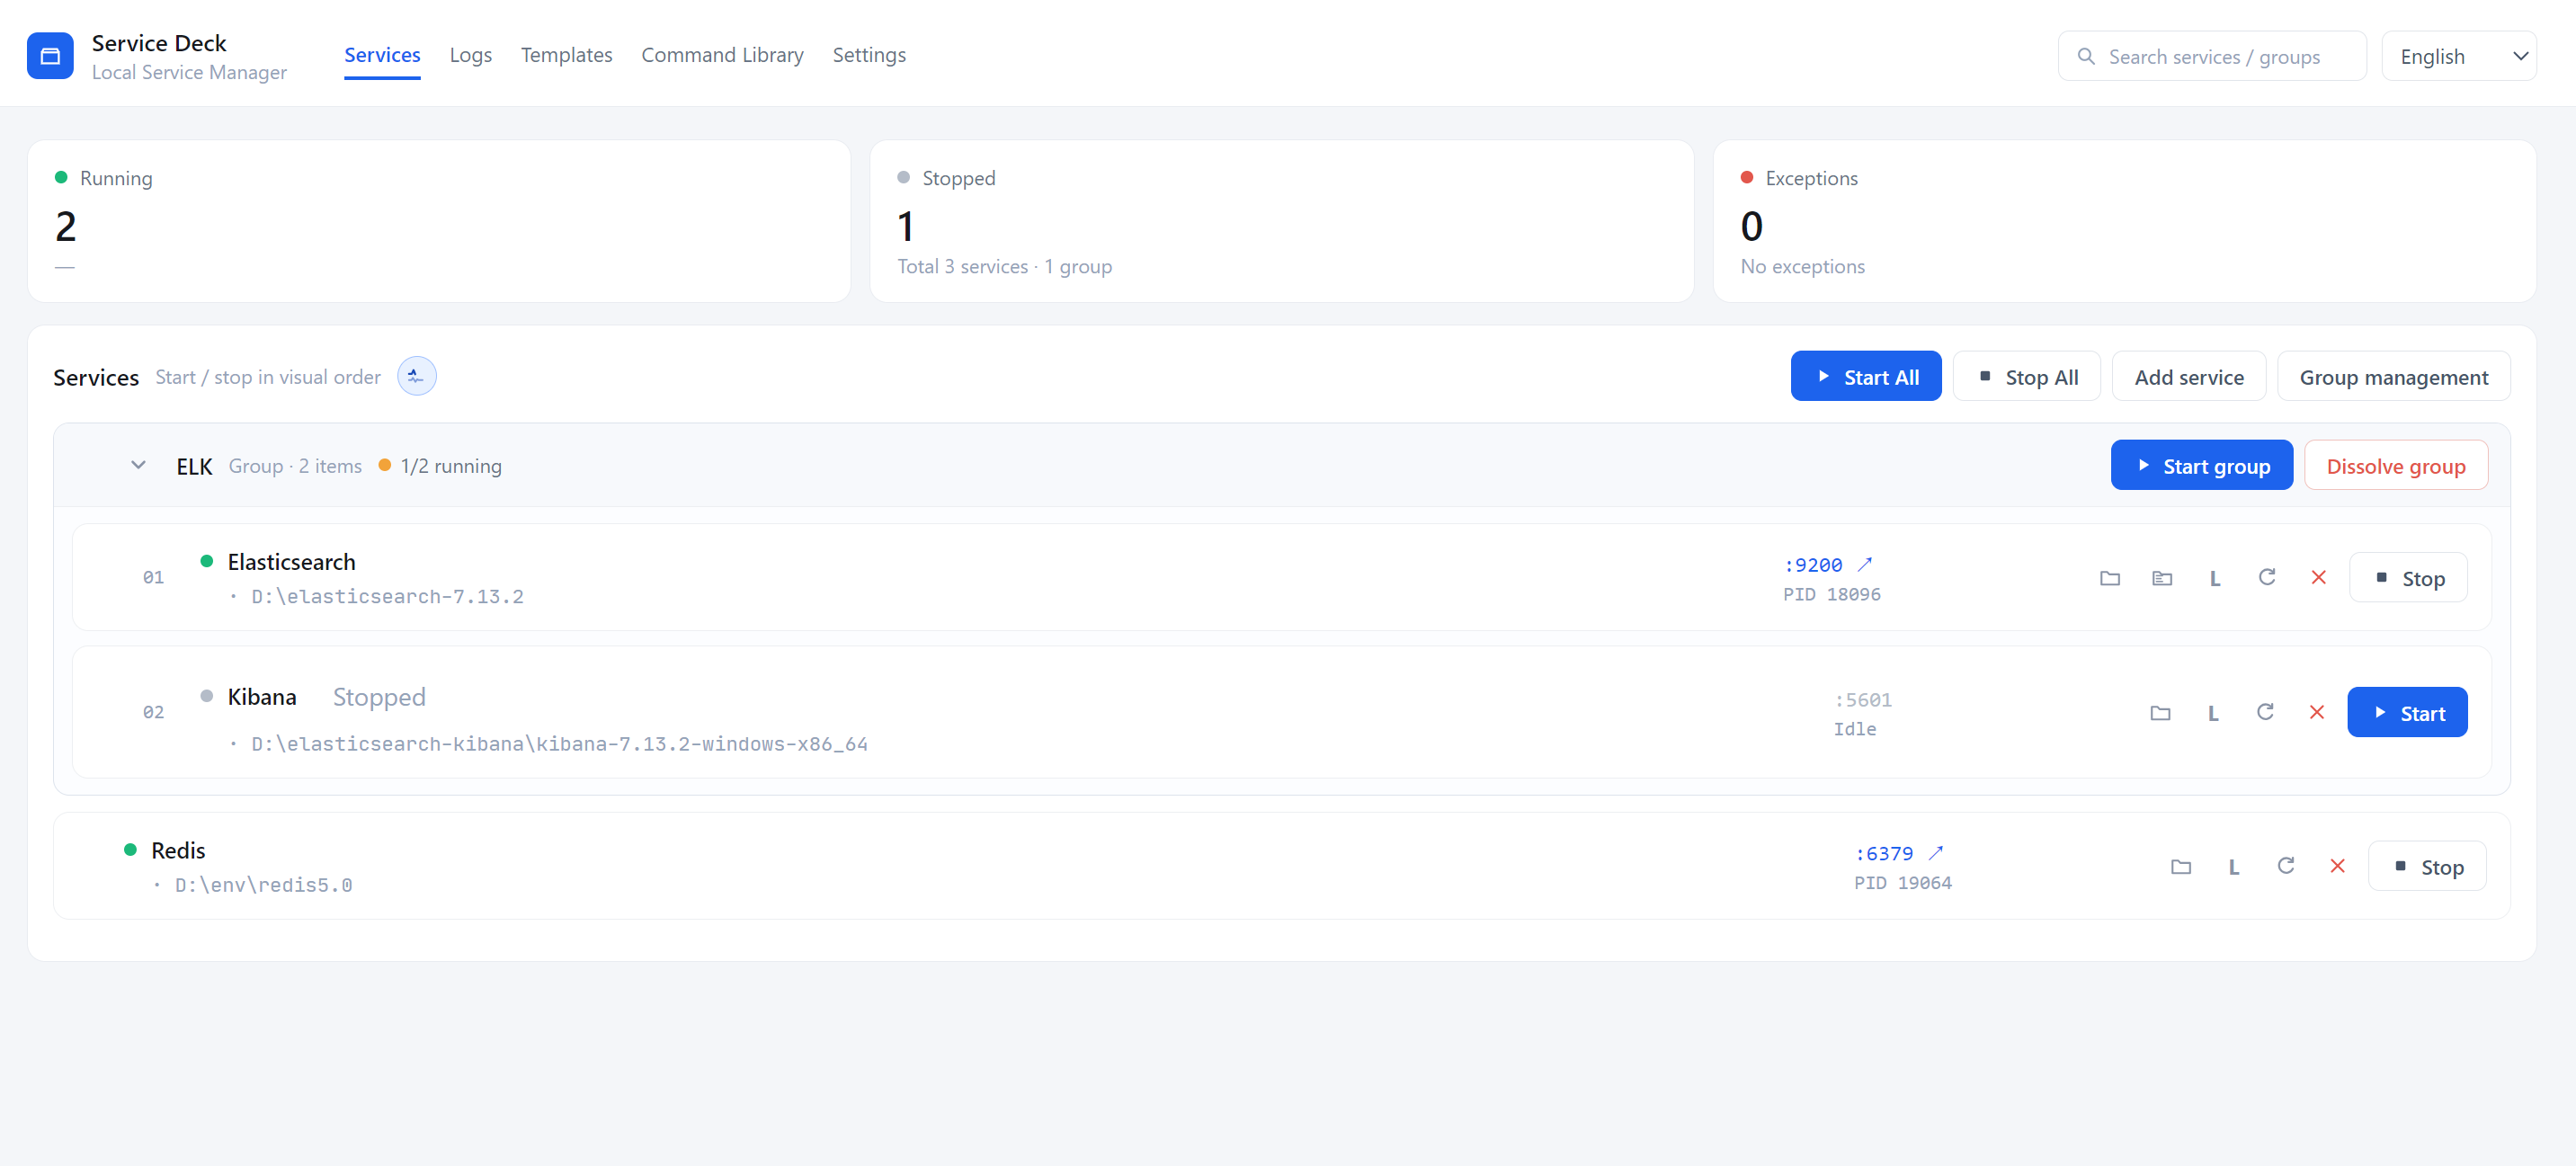 Service Deck
Local Service Manager
Services Logs Templates Command Library Settings
Search services / groups
English
Running
2
—
Stopped
1
Total 3 services · 1 group
Exceptions
0
No exceptions
Services Start / stop in visual order
Start All Stop All Add service Group management
ELK Group · 2 items 1/2 running
Start group Dissolve group
01
Elasticsearch
· D:\elasticsearch-7.13.2
:9200 ↗
PID 18096
L Stop
02
Kibana Stopped
· D:\elasticsearch-kibana\kibana-7.13.2-windows-x86_64
:5601
Idle
L Start
Redis
· D:\env\redis5.0
:6379 ↗
PID 19064
L Stop